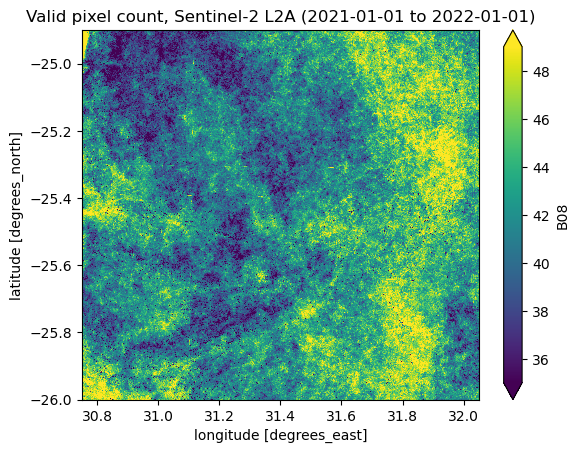 Valid pixel count, Sentinel-2 L2A (2021-01-01 to 2022-01-01)
−25.0
−25.2
−25.4
−25.6
−25.8
−26.0
latitude [degrees_north]
30.8 31.0 31.2 31.4 31.6 31.8 32.0
longitude [degrees_east]
48
46
44
42
40
38
36
B08